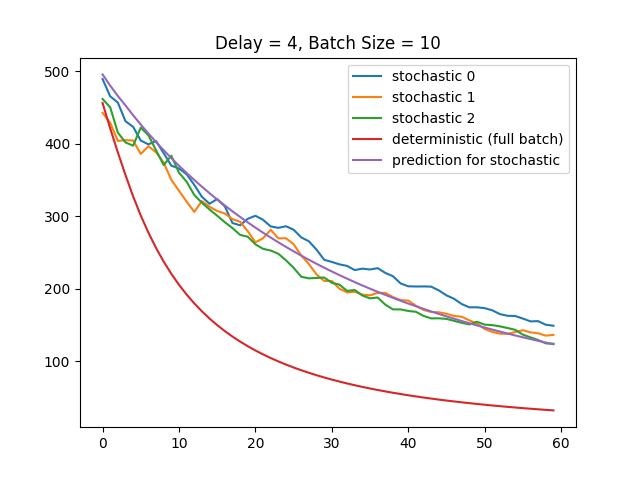 Delay = 4, Batch Size = 10
stochastic 0
stochastic 1
stochastic 2
deterministic (full batch)
prediction for stochastic
500
400
300
200
100
0 10 20 30 40 50 60